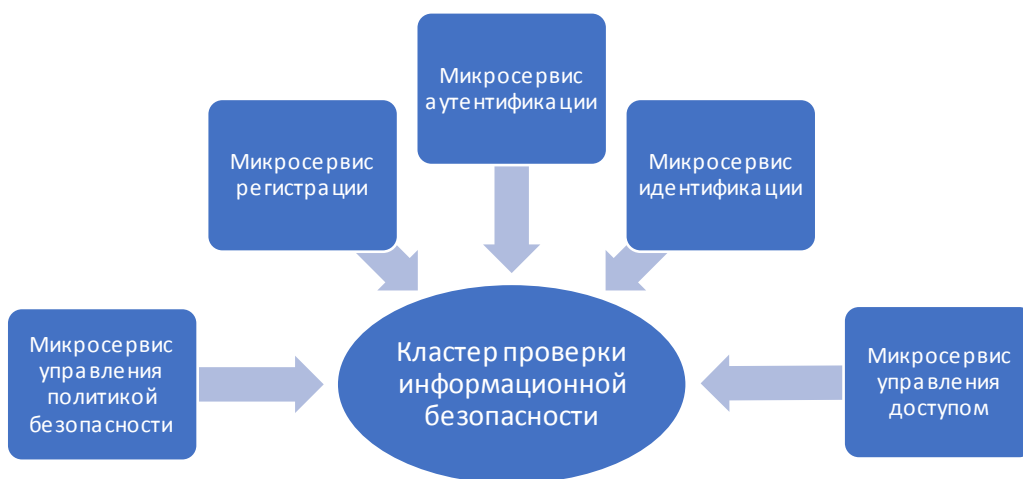 Микросервис
аутентификации
Микросервис
регистрации
Микросервис
идентификации
Микросервис
управления
политикой
безопасности
Кластер проверки
информационной
безопасности
Микросервис
управления
доступом